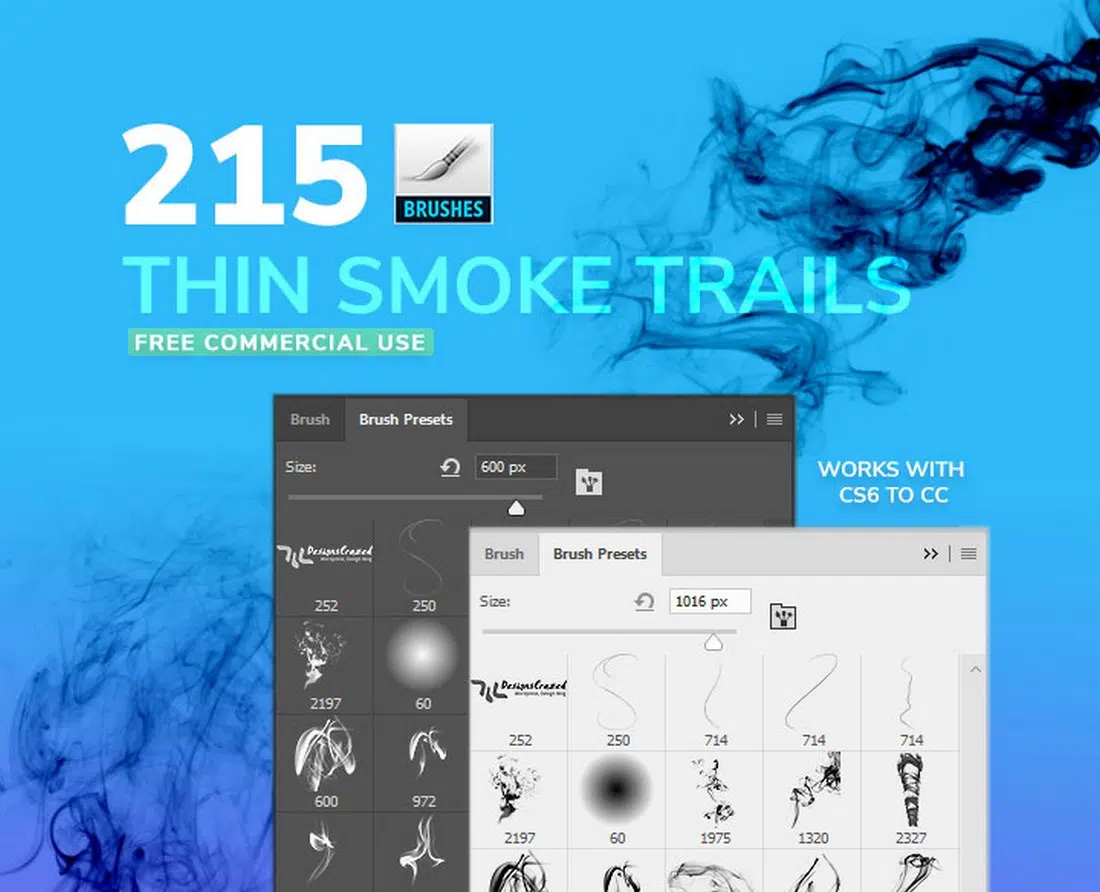 215
BRUSHES
THIN SMOKE TRAILS
FREE COMMERCIAL USE
Brush Brush Presets
Size: 600 px
WORKS WITH
CS6 TO CC
DesignsCrazed
252 250
2197 60
600 972
Brush Brush Presets
Size: 1016 px
DesignsCrazed
252 250 714 714 714
2197 60 1975 1320 2327